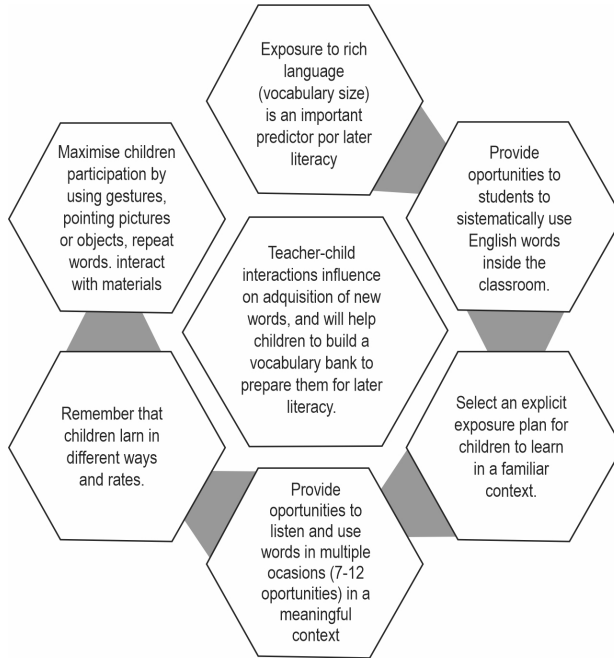 Exposure to rich
language
(vocabulary size)
is an important
predictor por later
literacy
Provide
oportunities to
students to
sistematically use
English words
inside the
classroom.
Select an explicit
exposure plan for
children to learn
in a familiar
context.
Provide
oportunities to
listen and use
words in multiple
ocasions (7-12
oportunities) in a
meaningful
context
Remember that
children larn in
different ways
and rates.
Maximise children
participation by
using gestures,
pointing pictures
or objects, repeat
words. interact
with materials
Teacher-child
interactions influence
on adquisition of new
words, and will help
children to build a
vocabulary bank to
prepare them for later
literacy.